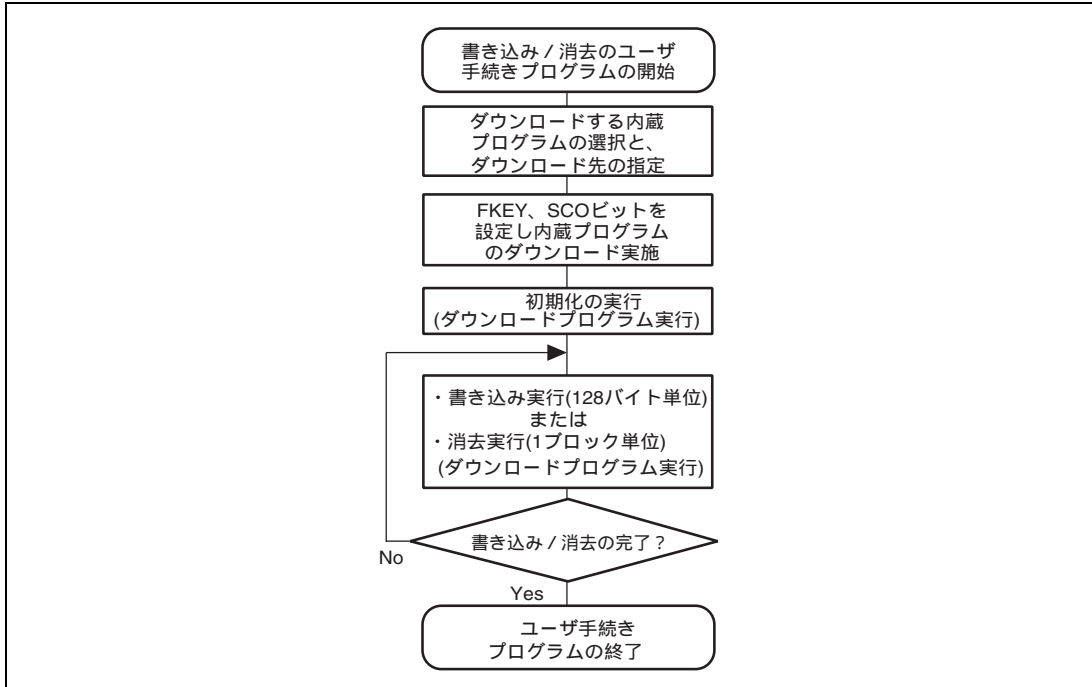 書き込み / 消去のユーザ
手続きプログラムの開始
ダウンロードする内蔵
プログラムの選択と、
ダウンロード先の指定
FKEY、SCOビットを
設定し内蔵プログラム
のダウンロード実施
初期化の実行
(ダウンロードプログラム実行)
・書き込み実行(128バイト単位)
または
・消去実行(1ブロック単位)
(ダウンロードプログラム実行)
書き込み / 消去の完了？
No
Yes
ユーザ手続き
プログラムの終了